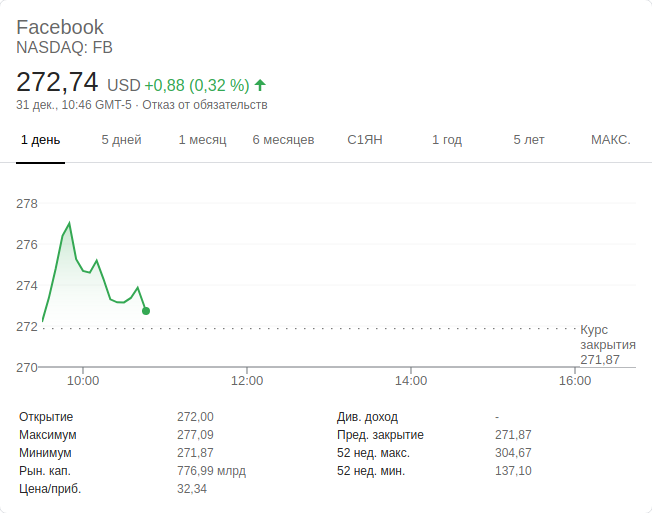 Facebook
NASDAQ: FB
272,74 USD +0,88 (0,32 %)
31 дек., 10:46 GMT-5 · Отказ от обязательств
1 день 5 дней 1 месяц 6 месяцев С1ЯН 1 год 5 лет МАКС.
278
276
274
272
Курс
закрытия
271,87
270
10:00 12:00 14:00 16:00
Открытие 272,00 Див. доход -
Максимум 277,09 Пред. закрытие 271,87
Минимум 271,87 52 нед. макс. 304,67
Рын. кап. 776,99 млрд 52 нед. мин. 137,10
Цена/приб. 32,34